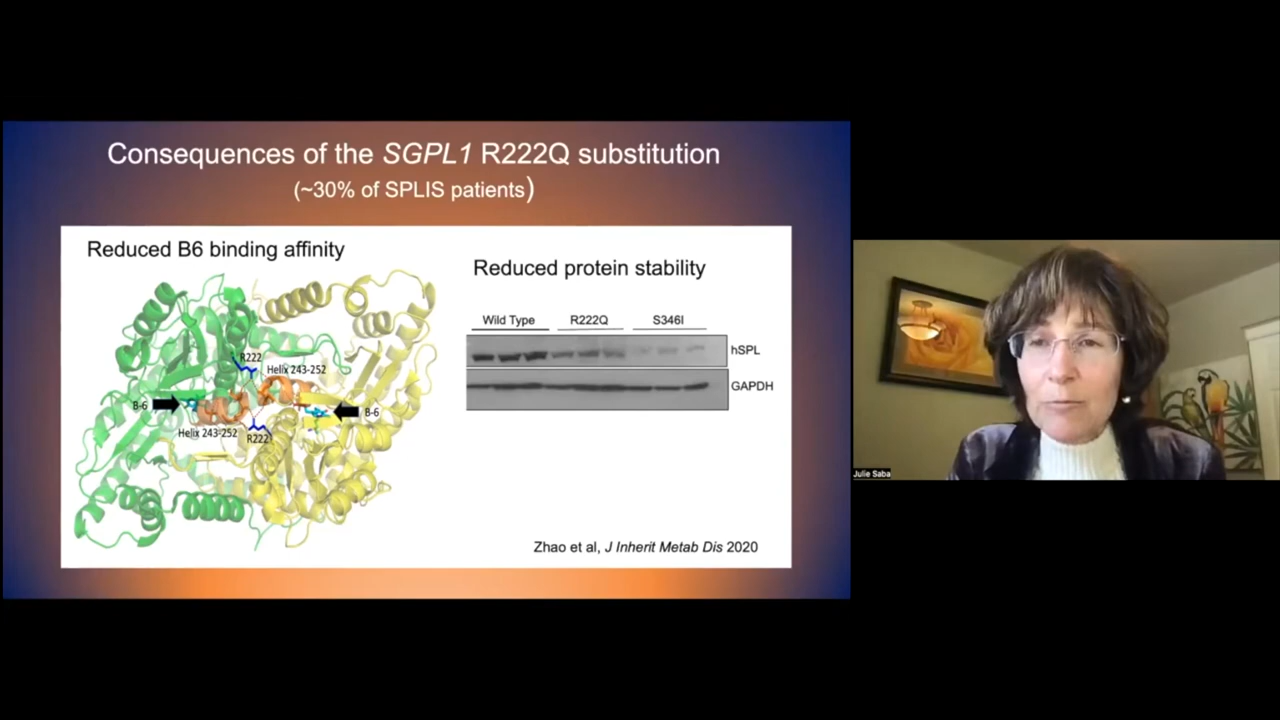 Consequences of the SGPL1 R222Q substitution
(~30% of SPLIS patients)
Reduced B6 binding affinity
Reduced protein stability
Wild Type R222Q S346I
hSPL
GAPDH
R222
Helix 243-252
B-6
B-6
Helix 243-252
R222
Zhao et al, J Inherit Metab Dis 2020
Julie Saba